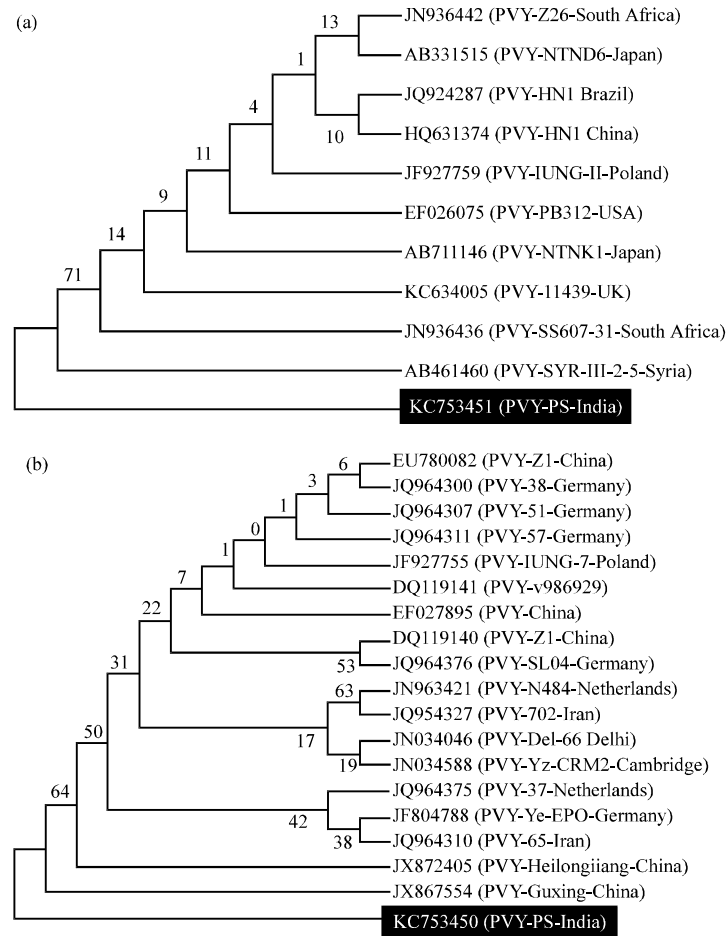 (a)
13
JN936442 (PVY-Z26-South Africa)
AB331515 (PVY-NTND6-Japan)
1
JQ924287 (PVY-HN1 Brazil)
4
10
HQ631374 (PVY-HN1 China)
11
JF927759 (PVY-IUNG-II-Poland)
9
EF026075 (PVY-PB312-USA)
14
AB711146 (PVY-NTNK1-Japan)
71
KC634005 (PVY-11439-UK)
JN936436 (PVY-SS607-31-South Africa)
AB461460 (PVY-SYR-III-2-5-Syria)
KC753451 (PVY-PS-India)
(b)
6
EU780082 (PVY-Z1-China)
3
JQ964300 (PVY-38-Germany)
1
JQ964307 (PVY-51-Germany)
0
JQ964311 (PVY-57-Germany)
1
JF927755 (PVY-IUNG-7-Poland)
7
DQ119141 (PVY-v986929)
22
EF027895 (PVY-China)
DQ119140 (PVY-Z1-China)
53
JQ964376 (PVY-SL04-Germany)
31
63
JN963421 (PVY-N484-Netherlands)
JQ954327 (PVY-702-Iran)
17
JN034046 (PVY-Del-66 Delhi)
50
19
JN034588 (PVY-Yz-CRM2-Cambridge)
64
JQ964375 (PVY-37-Netherlands)
42
JF804788 (PVY-Ye-EPO-Germany)
38
JQ964310 (PVY-65-Iran)
JX872405 (PVY-Heilongiiang-China)
JX867554 (PVY-Guxing-China)
KC753450 (PVY-PS-India)